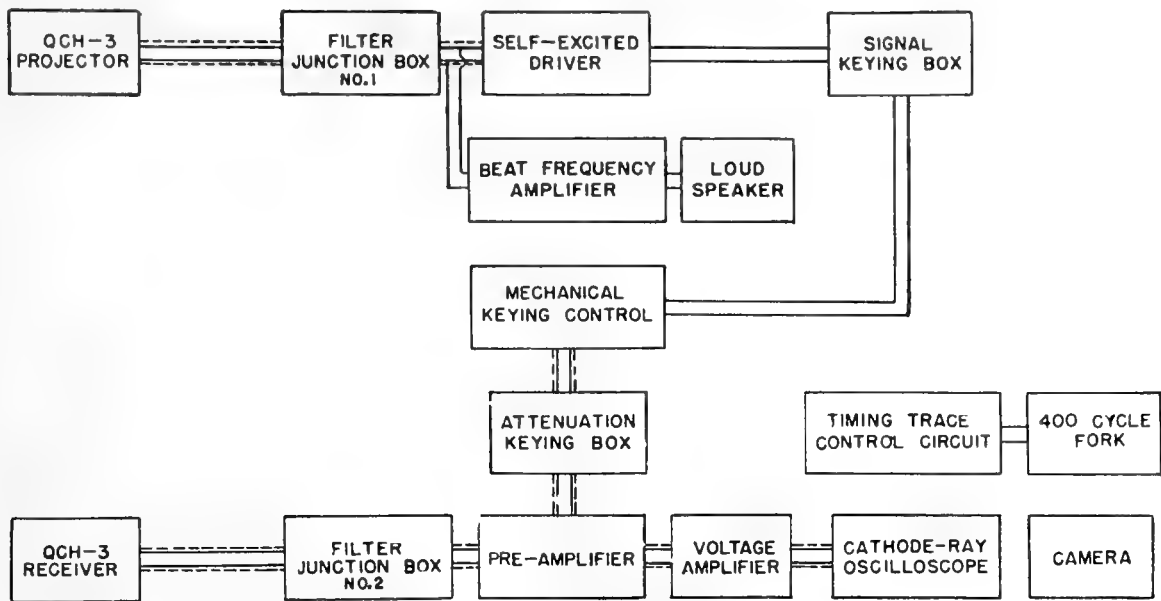 QCH-3
PROJECTOR
FILTER
JUNCTION BOX
NO.1
SELF-EXCITED
DRIVER
SIGNAL
KEYING BOX
BEAT FREQUENCY
AMPLIFIER
LOUD
SPEAKER
MECHANICAL
KEYING CONTROL
ATTENUATION
KEYING BOX
TIMING TRACE
CONTROL CIRCUIT
400 CYCLE
FORK
QCH-3
RECEIVER
FILTER
JUNCTION BOX
NO.2
PRE-AMPLIFIER
VOLTAGE
AMPLIFIER
CATHODE-RAY
OSCILLOSCOPE
CAMERA